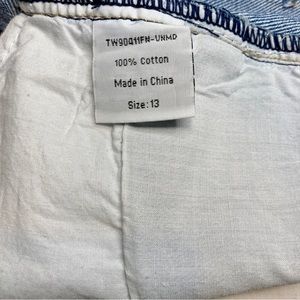 TW90Q11FN-UNMD
100% Cotton
Made in China
Size: 13